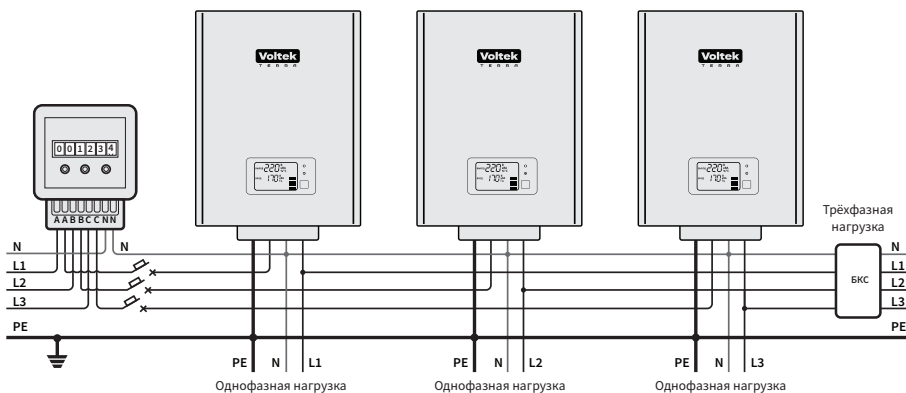 Voltek
TERRA
220
170
Voltek
TERRA
220
170
Voltek
TERRA
220
170
0 0 1 2 3 4
A A B B C C N N
Трёхфазная
нагрузка
N
N
N
L1
L1
L2
L2
L3
L3
PE
PE
БКС
PE N L1
Однофазная нагрузка
PE N L2
Однофазная нагрузка
PE N L3
Однофазная нагрузка